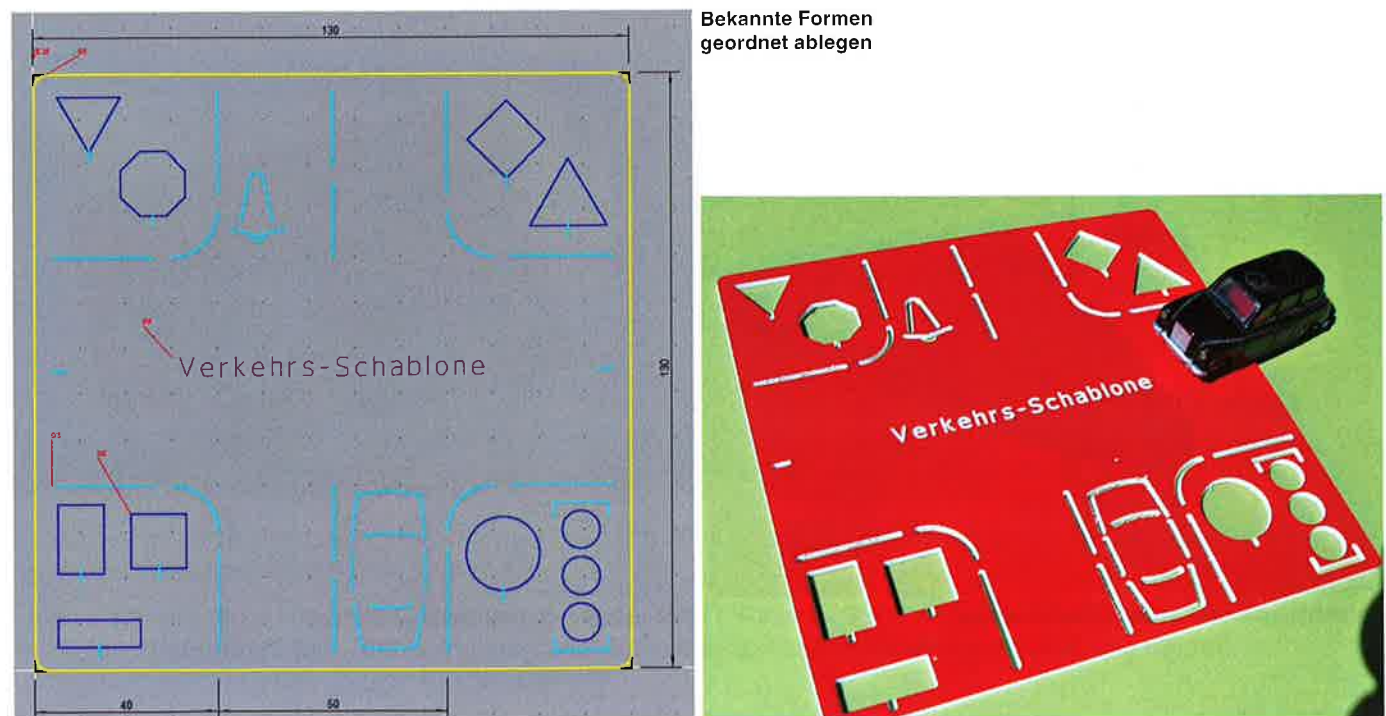 Bekannte Formen
geordnet ablegen
130
Verkehrs-Schablone
130
40
50
Verkehrs-Schablone